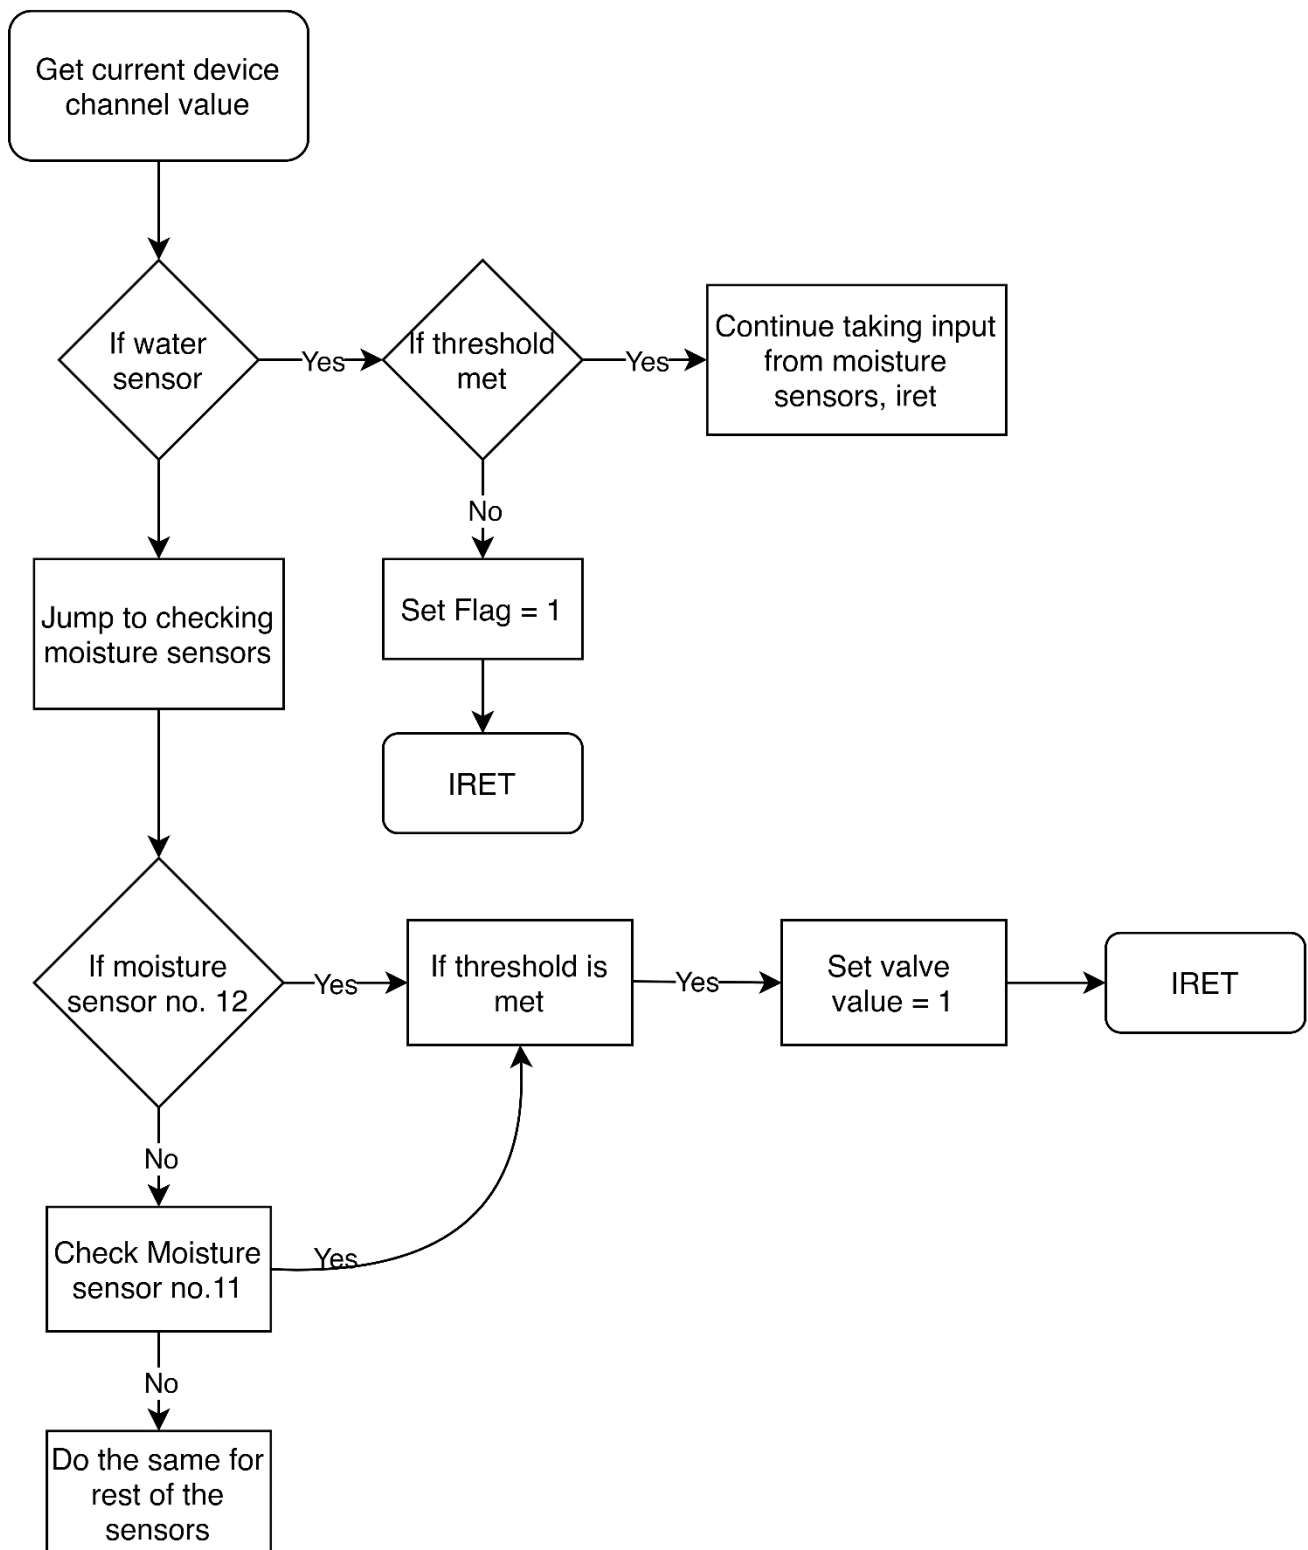 Get current device
channel value
If water
sensor
Yes
If threshold
met
Yes
Continue taking input
from moisture
sensors, iret
No
Jump to checking
moisture sensors
Set Flag = 1
IRET
If moisture
sensor no. 12
Yes
If threshold is
met
Yes
Set valve
value = 1
IRET
No
Check Moisture
sensor no.11
Yes
No
Do the same for
rest of the
sensors